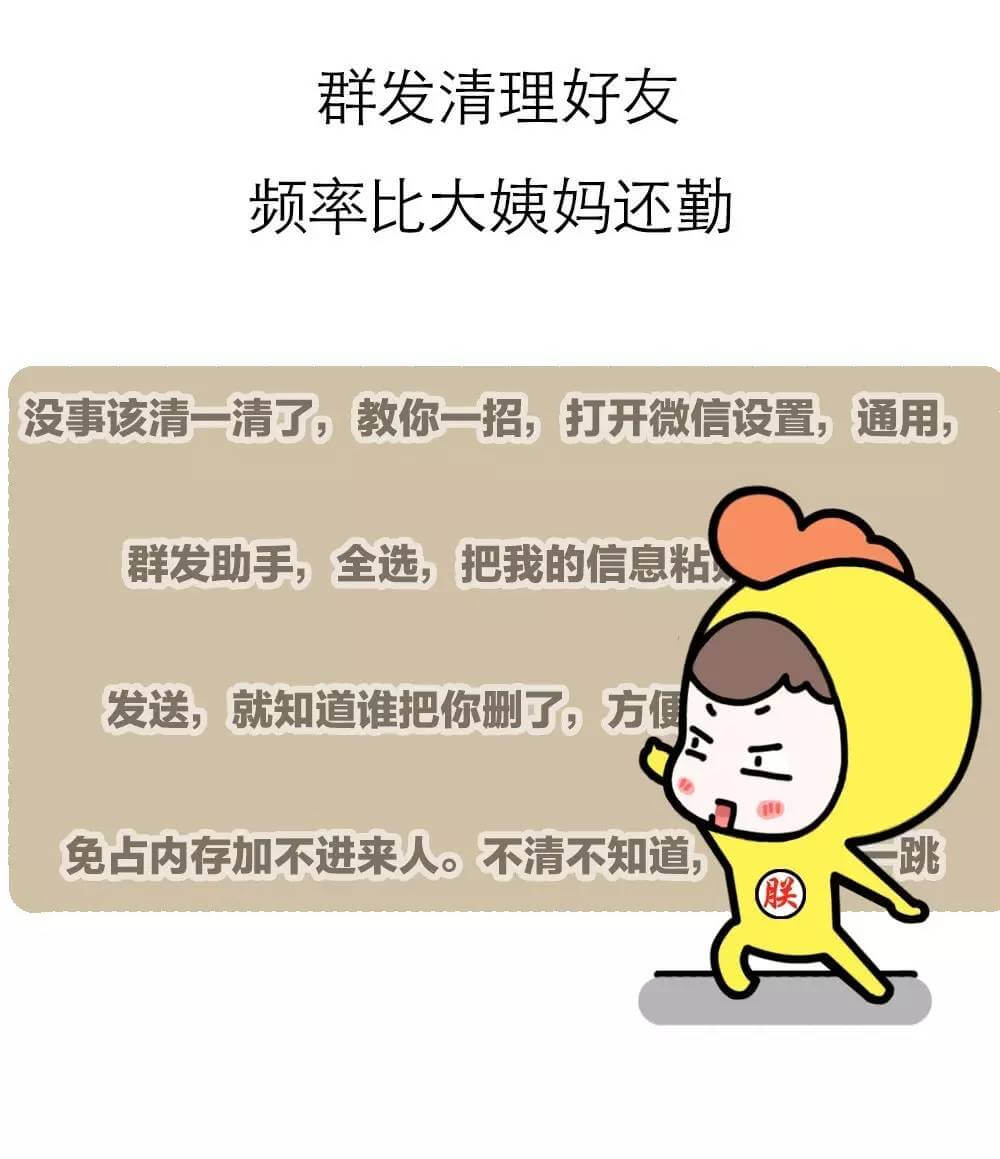 群发清理好友
频率比大姨妈还勤
没事该清一清了，教你一招，打开微信设置，通用，
群发助手，全选，把我的信息粘
发送，就知道谁把你删了，方便
免占内存加不进来人。不清不知道，一跳
朕